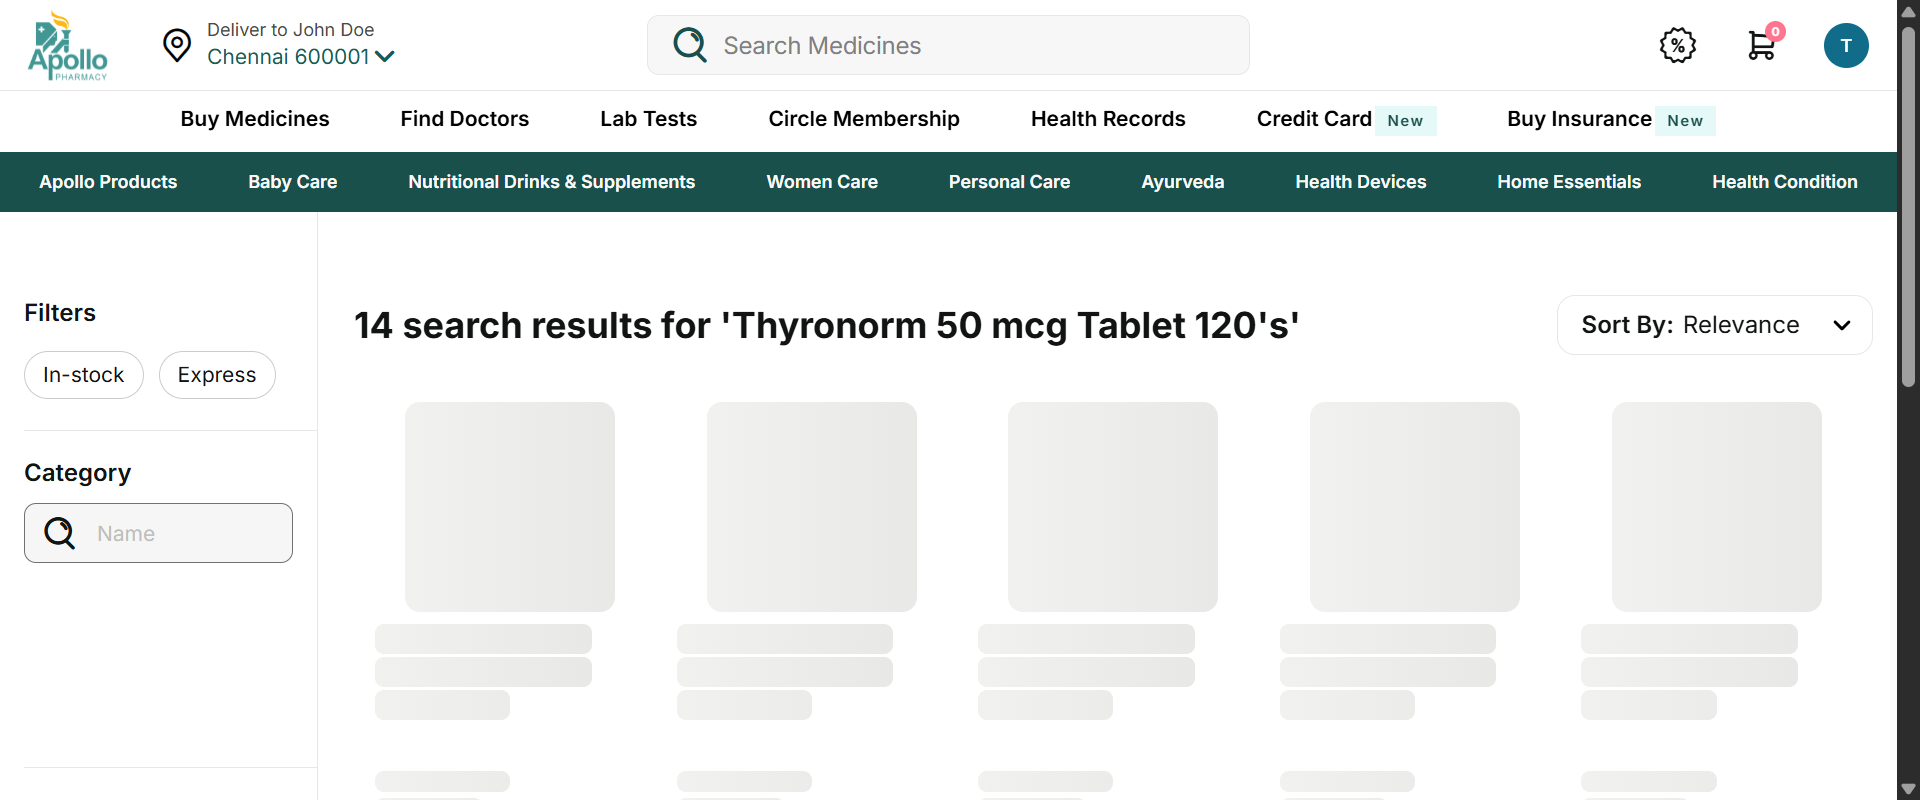 Apollo
PHARMACY
Deliver to John Doe
Chennai 600001
Search Medicines
%
0
T
Buy Medicines
Find Doctors
Lab Tests
Circle Membership
Health Records
Credit Card New
Buy Insurance New
Apollo Products
Baby Care
Nutritional Drinks & Supplements
Women Care
Personal Care
Ayurveda
Health Devices
Home Essentials
Health Condition
Filters
In-stock
Express
Category
Name
14 search results for 'Thyronorm 50 mcg Tablet 120's'
Sort By: Relevance